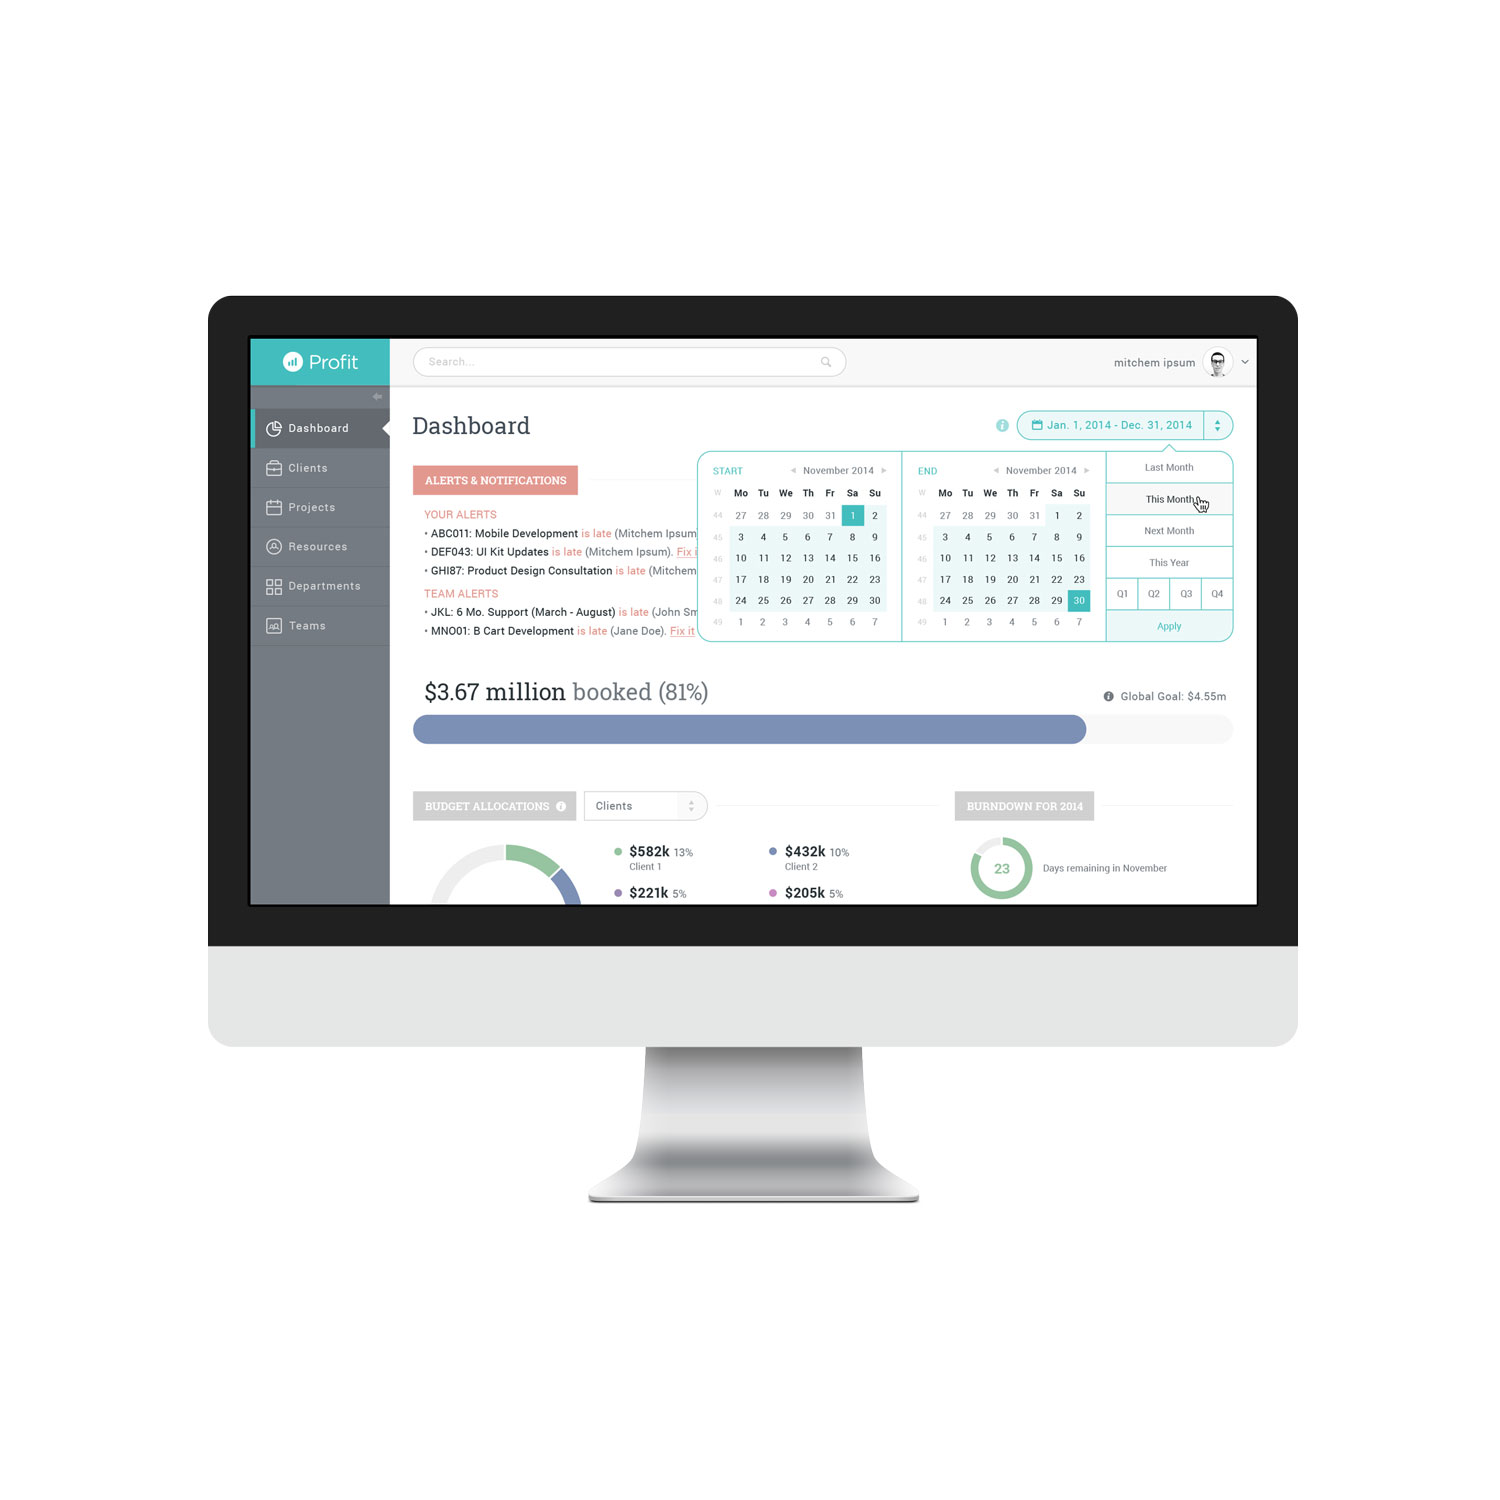 Profit
Search...
mitchem ipsum
Dashboard
Clients
Projects
Resources
Departments
Teams
Dashboard
Jan. 1, 2014 - Dec. 31, 2014
ALERTS & NOTIFICATIONS
YOUR ALERTS
• ABC011: Mobile Development is late (Mitchem Ipsum)
• DEF043: UI Kit Updates is late (Mitchem Ipsum). Fix i
• GHI87: Product Design Consultation is late (Mitchem
TEAM ALERTS
• JKL: 6 Mo. Support (March - August) is late (John Sm
• MNO01: B Cart Development is late (Jane Doe). Fix it
START November 2014
W Mo Tu We Th Fr Sa Su
44 27 28 29 30 31 1 2
45 3 4 5 6 7 8 9
46 10 11 12 13 14 15 16
47 17 18 19 20 21 22 23
48 24 25 26 27 28 29 30
49 1 2 3 4 5 6 7
END November 2014
W Mo Tu We Th Fr Sa Su
44 27 28 29 30 31 1 2
45 3 4 5 6 7 8 9
46 10 11 12 13 14 15 16
47 17 18 19 20 21 22 23
48 24 25 26 27 28 29 30
49 1 2 3 4 5 6 7
Last Month
This Month
Next Month
This Year
Q1 Q2 Q3 Q4
Apply
$3.67 million booked (81%)
Global Goal: $4.55m
BUDGET ALLOCATIONS
Clients
$582k 13%
Client 1
$432k 10%
Client 2
$221k 5%
$205k 5%
BURNDOWN FOR 2014
23
Days remaining in November